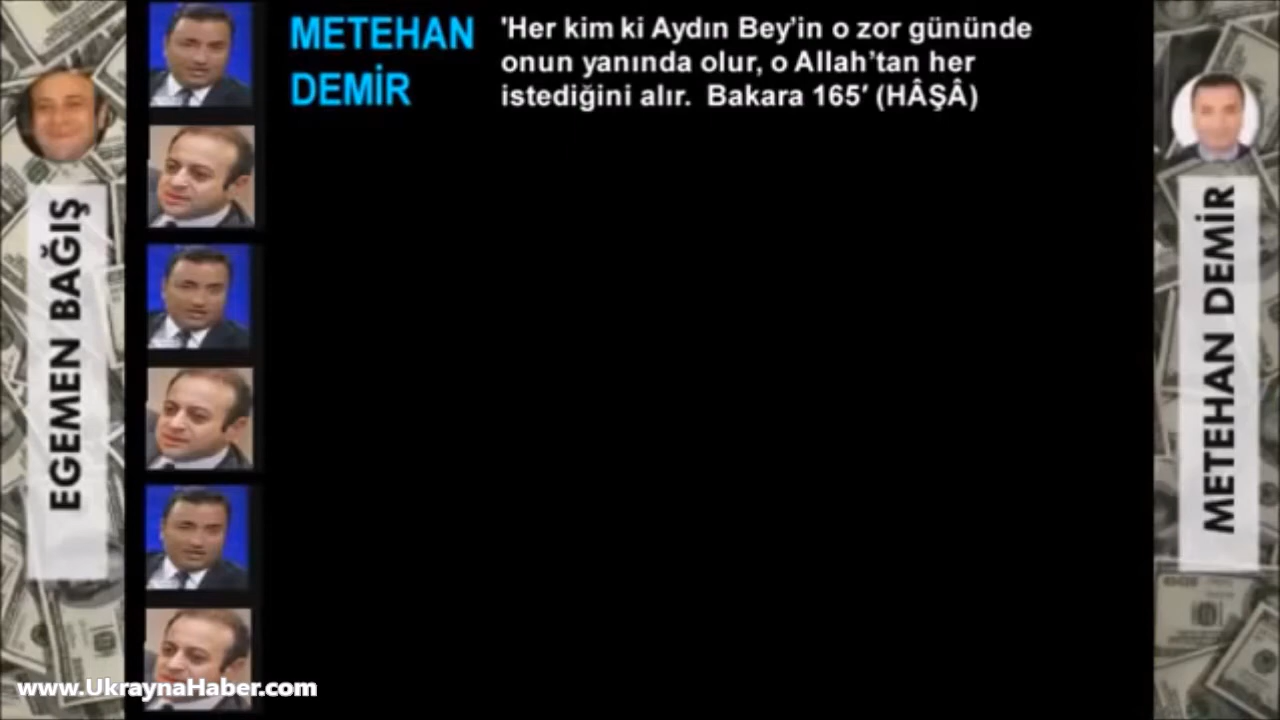 METEHAN
DEMİR
'Her kim ki Aydın Bey’in o zor gününde
onun yanında olur, o Allah’tan her
istediğini alır.  Bakara 165′ (HÂŞÂ)
EGEMEN BAĞIŞ
METEHAN DEMİR
www.UkraynaHaber.com